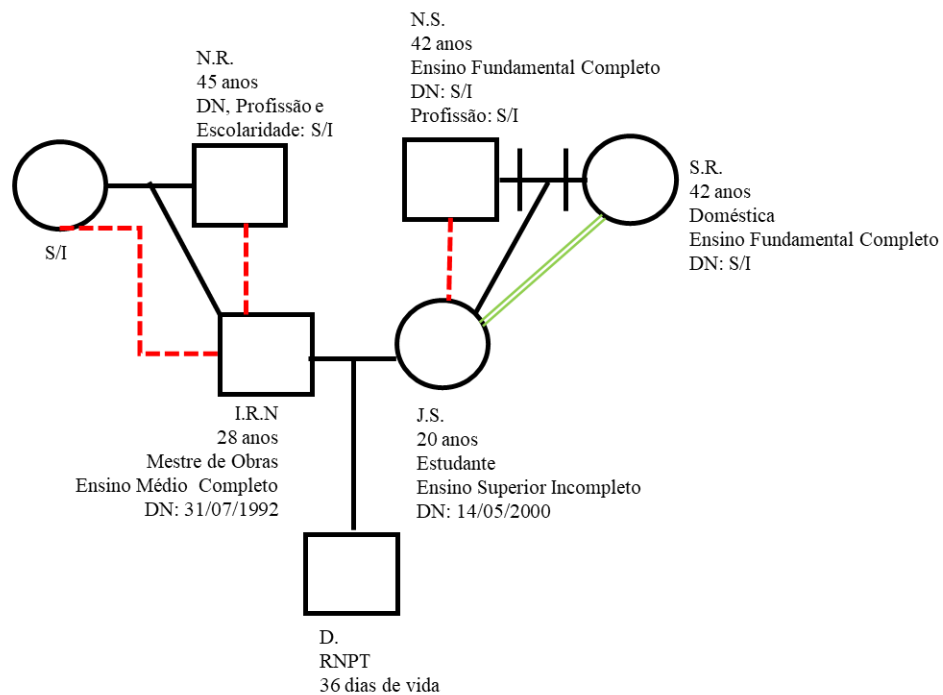 N.R.
45 anos
DN, Profissão e
Escolaridade: S/I
N.S.
42 anos
Ensino Fundamental Completo
DN: S/I
Profissão: S/I
S/I
S.R.
42 anos
Doméstica
Ensino Fundamental Completo
DN: S/I
I.R.N
28 anos
Mestre de Obras
Ensino Médio Completo
DN: 31/07/1992
J.S.
20 anos
Estudante
Ensino Superior Incompleto
DN: 14/05/2000
D.
RNPT
36 dias de vida